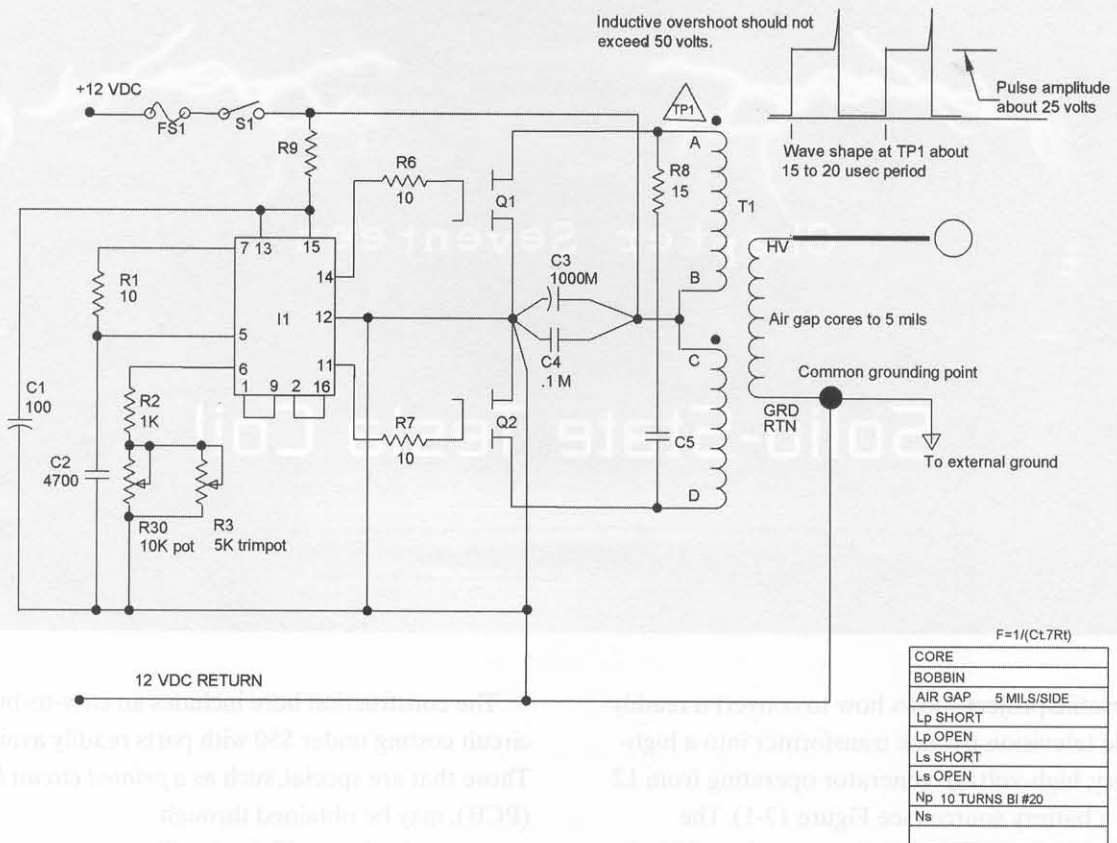 Inductive overshoot should not
exceed 50 volts.
Pulse amplitude
about 25 volts
Wave shape at TP1 about
15 to 20 usec period
+12 VDC
FS1
S1
TP1
R9
R6
10
Q1
A
R8
15
T1
7
13
15
14
HV
R1
10
C3
1000M
B
I1
12
Air gap cores to 5 mils
5
C
C4
.1 M
6
11
Common grounding point
1
9
2
16
C1
100
R2
1K
Q2
GRD
RTN
R7
10
C5
C2
4700
To external ground
D
R30
10K pot
R3
5K trimpot
12 VDC RETURN
F=1/(Ct.7Rt)
CORE
BOBBIN
AIR GAP 5 MILS/SIDE
Lp SHORT
Lp OPEN
Ls SHORT
Ls OPEN
Np 10 TURNS BI #20
Ns